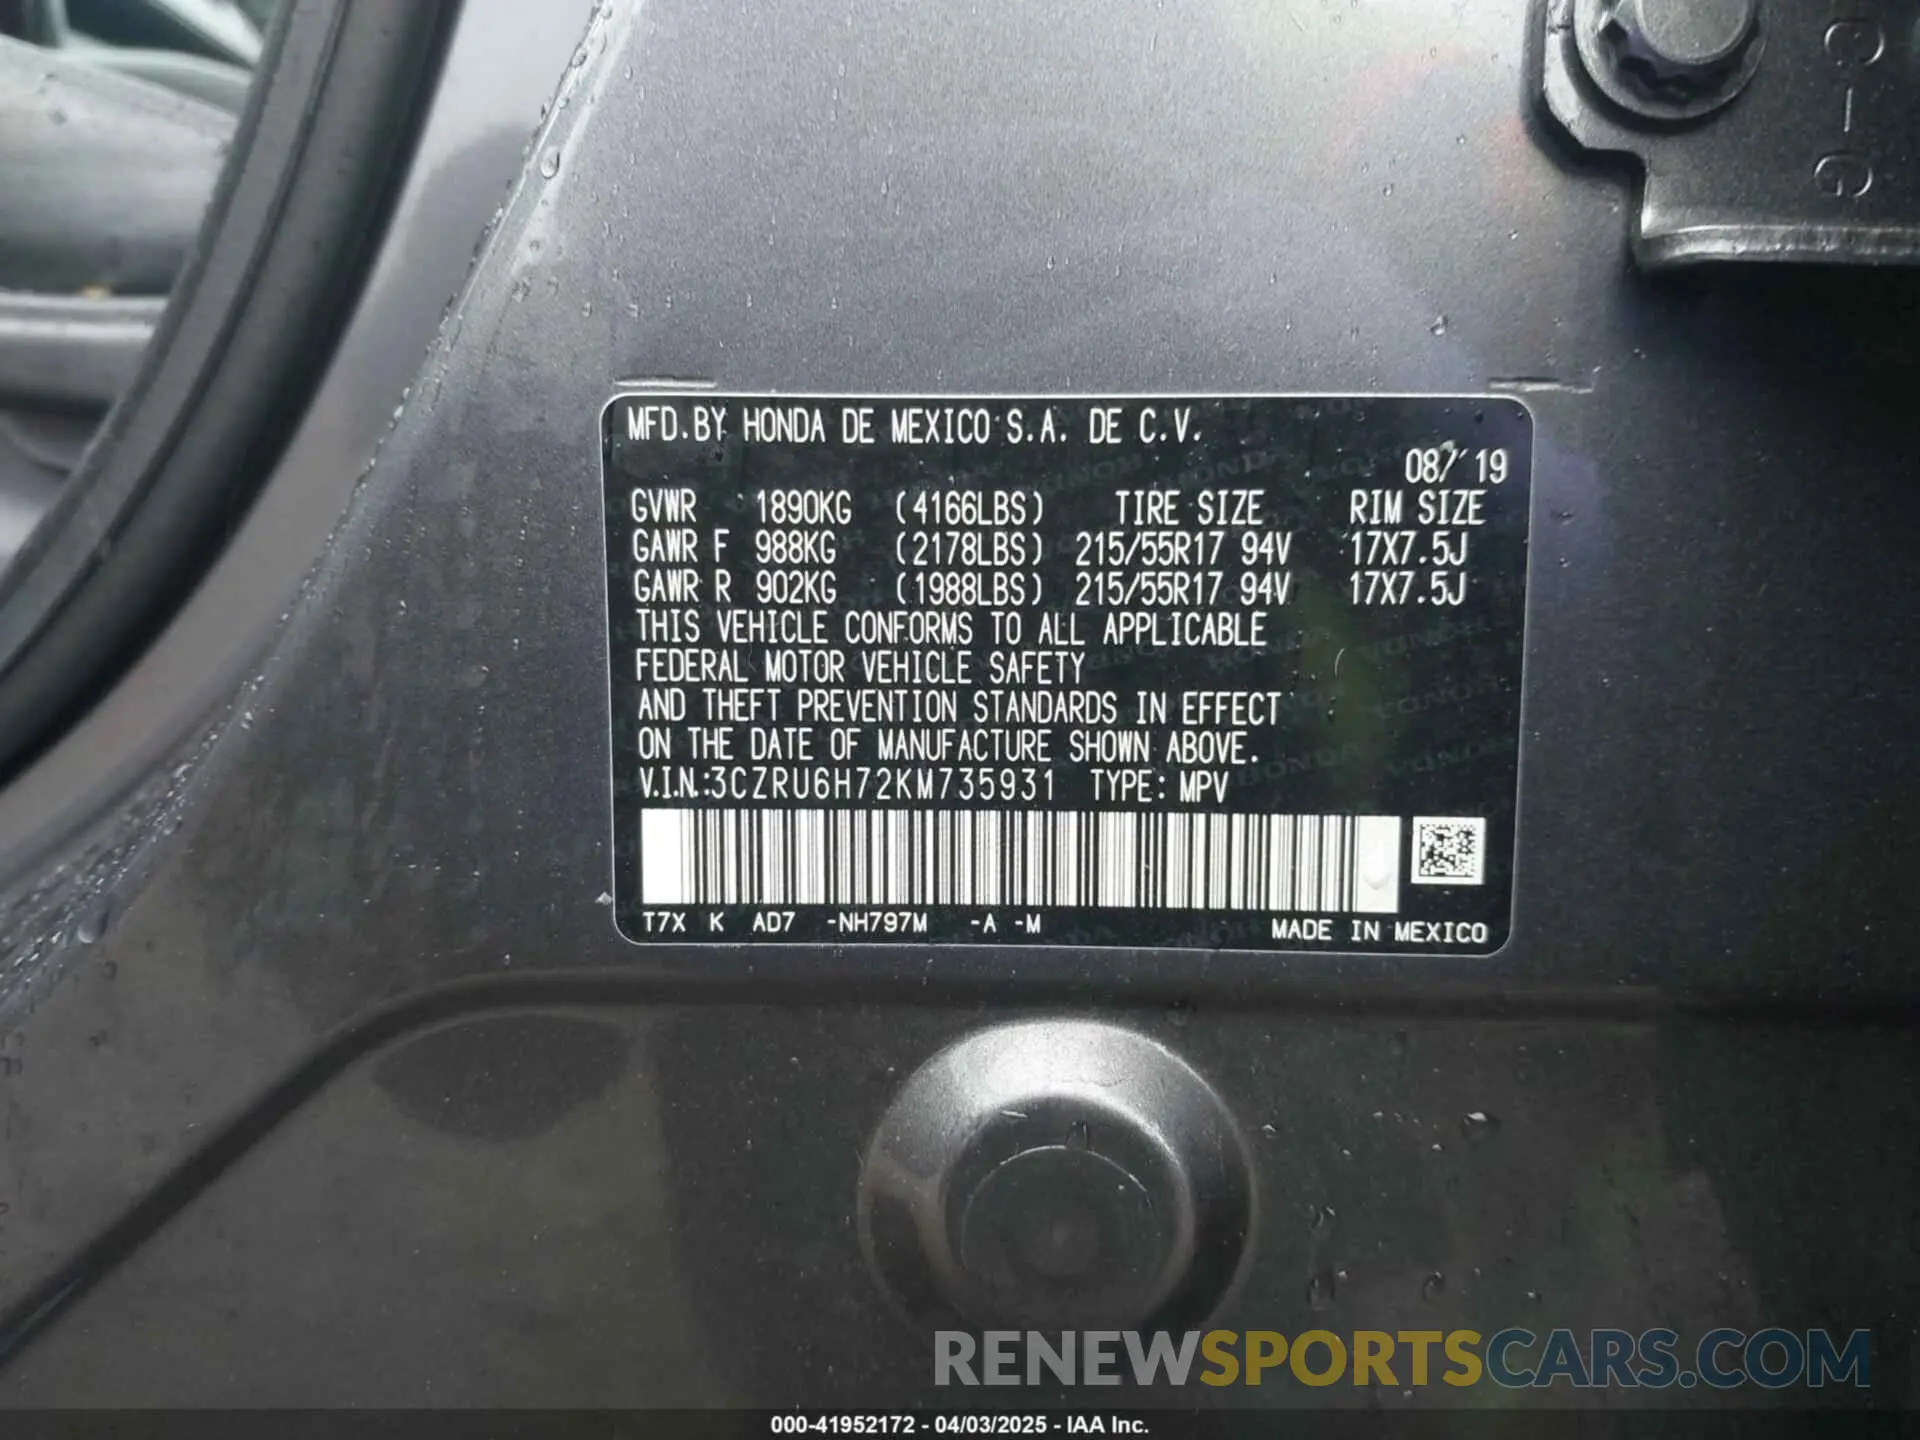 C-G
MFD.BY HONDA DE MEXICO S.A. DE C.V.
08/'19
GVWR 1890KG (4166LBS) TIRE SIZE RIM SIZE
GAWR F 988KG (2178LBS) 215/55R17 94V 17X7.5J
GAWR R 902KG (1988LBS) 215/55R17 94V 17X7.5J
THIS VEHICLE CONFORMS TO ALL APPLICABLE
FEDERAL MOTOR VEHICLE SAFETY
AND THEFT PREVENTION STANDARDS IN EFFECT
ON THE DATE OF MANUFACTURE SHOWN ABOVE.
V.I.N.:3CZRU6H72KM735931 TYPE: MPV
T7X K AD7 -NH797M -A -M MADE IN MEXICO
RENEWSPORTSCARS.COM
000-41952172 - 04/03/2025 - IAA Inc.